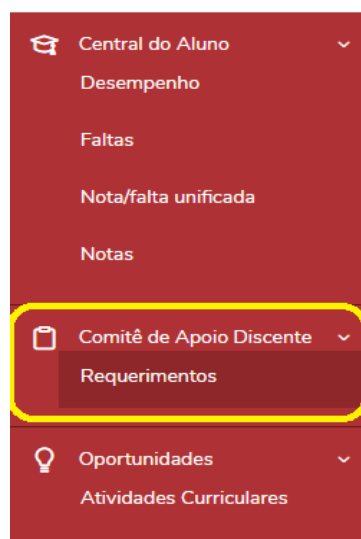 Central do Aluno
Desempenho
Faltas
Nota/falta unificada
Notas
Comitê de Apoio Discente
Requerimentos
Oportunidades
Atividades Curriculares